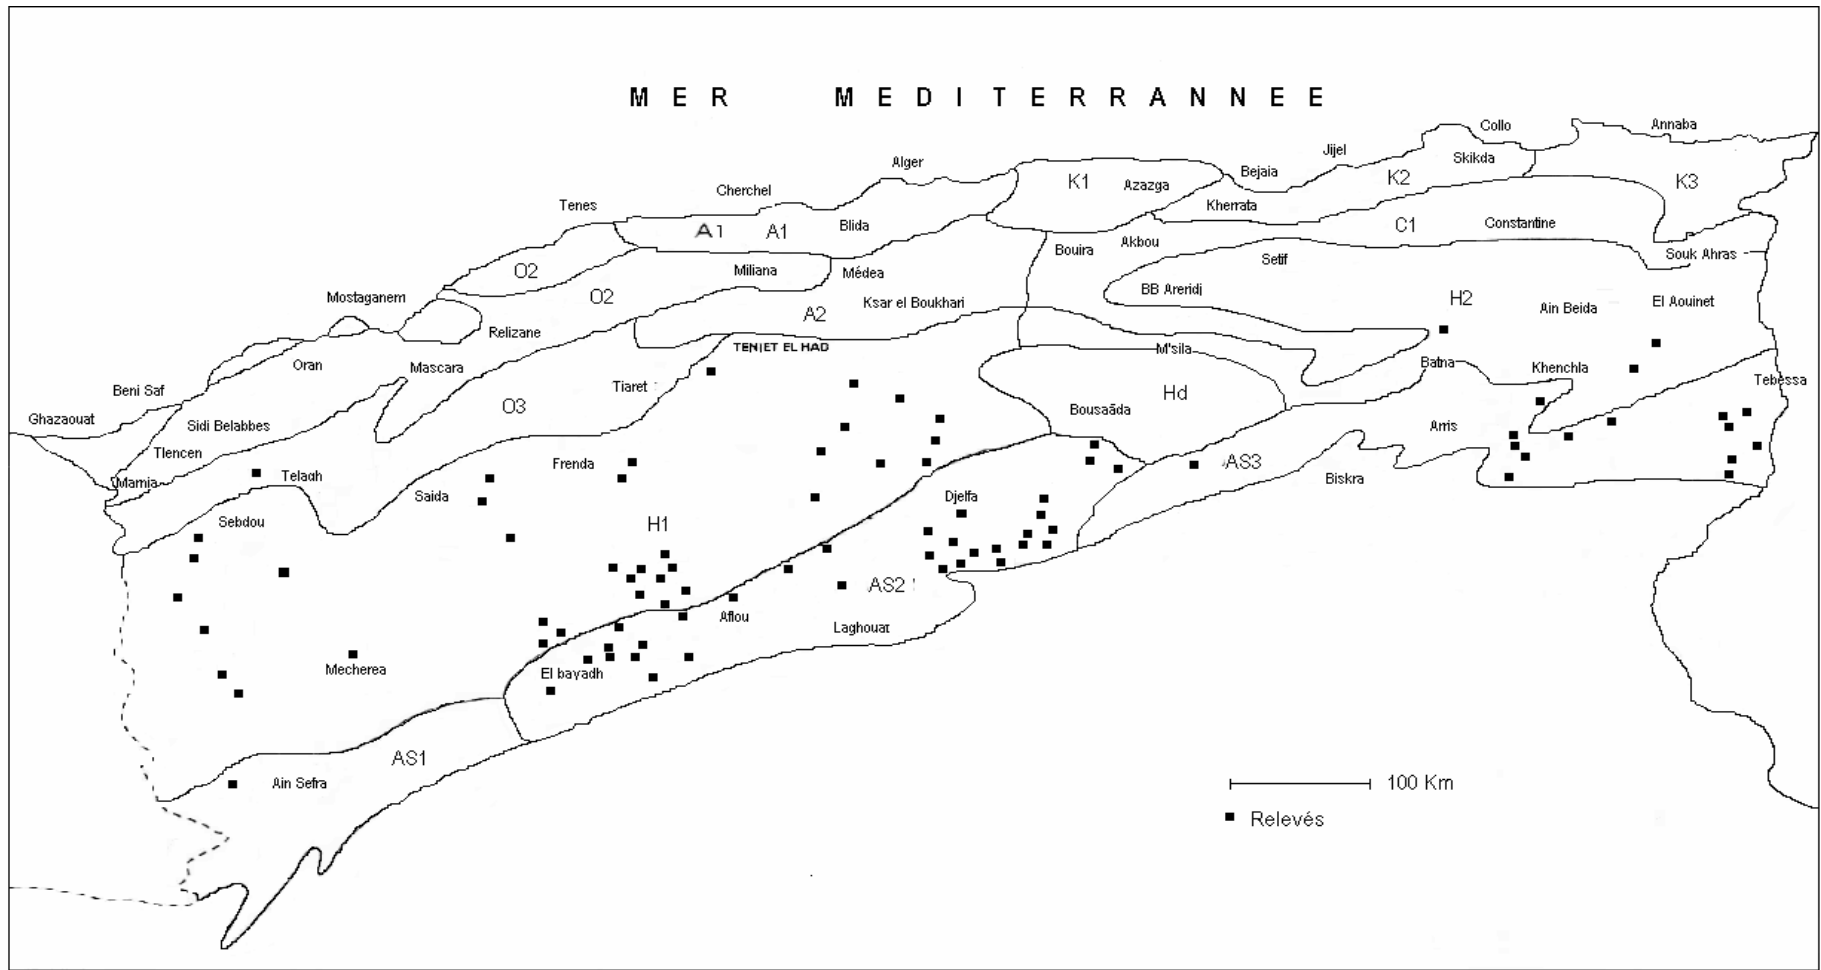 MER MEDITERRANNEE
Collo
Annaba
Jijel
Skikda
Alger
Bejaia
K2
K3
K1
Azazga
Cherchel
Tenes
Kherrata
A1
A1
Blida
C1
Constantine
Akbou
Bouira
Souk Ahras
Setif
O2
Miliana
Médea
Mostaganem
O2
BB Areridj
H2
El Aouinet
Ksar el Boukhari
Ain Beida
A2
Relizane
TENIET EL HAD
M'sila
Oran
Mascara
Batna
Khenchla
Tebessa
Beni Saf
Tiaret
Hd
O3
Bousaāda
Ghazaouat
Sidi Belabbes
Arris
Tlencen
Frenda
AS3
Telagh
Biskra
Marnia
Saida
Djelfa
Sebdou
H1
AS2
Aflou
Laghouat
Mecherea
El bayadh
AS1
Ain Sefra
100 Km
Relevés